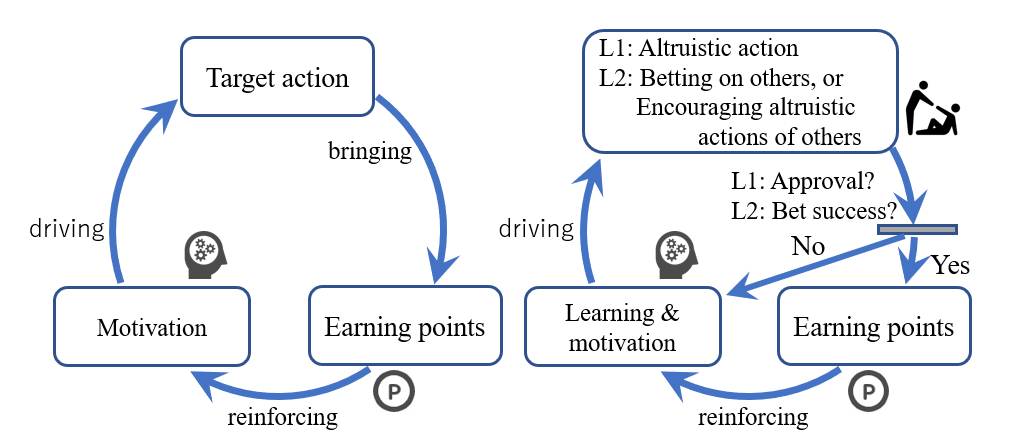 Target action
bringing
driving
Motivation
Earning points
P
reinforcing
L1: Altruistic action
L2: Betting on others, or
Encouraging altruistic
actions of others
L1: Approval?
L2: Bet success?
driving
No
Yes
Learning &
motivation
Earning points
P
reinforcing